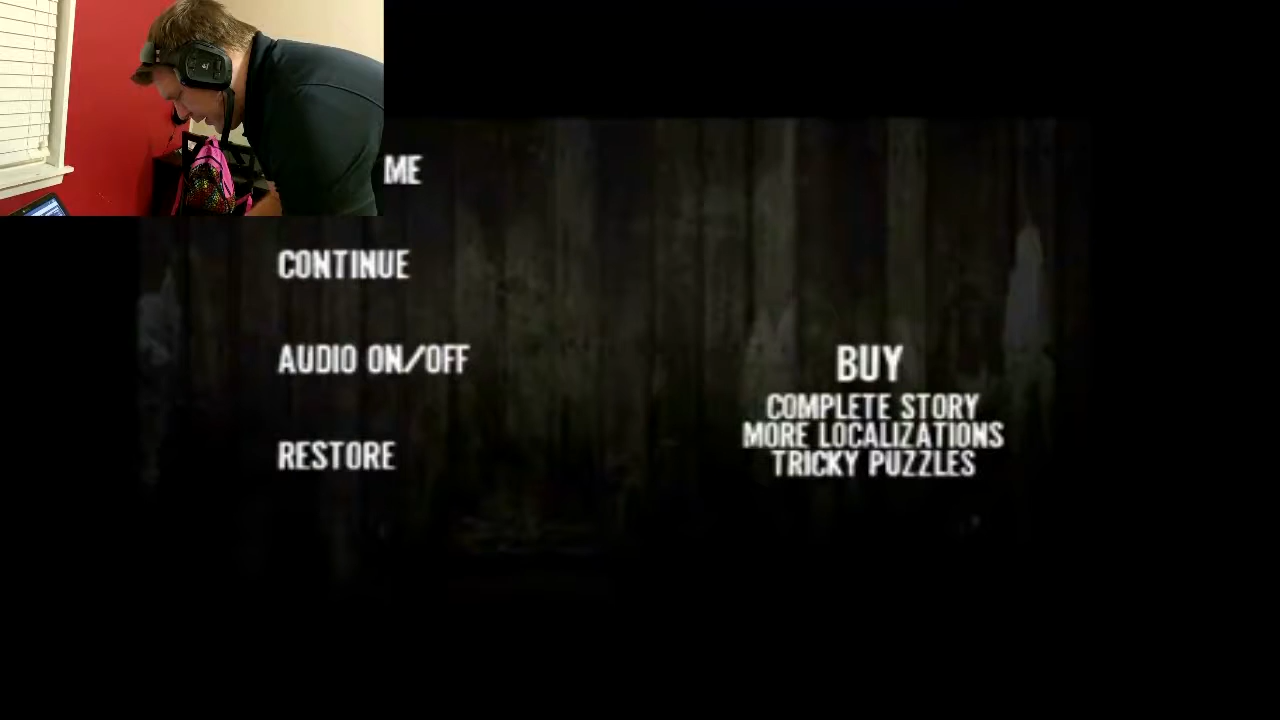 ME
CONTINUE
AUDIO ON/OFF
RESTORE
BUY
COMPLETE STORY
MORE LOCALIZATIONS
TRICKY PUZZLES